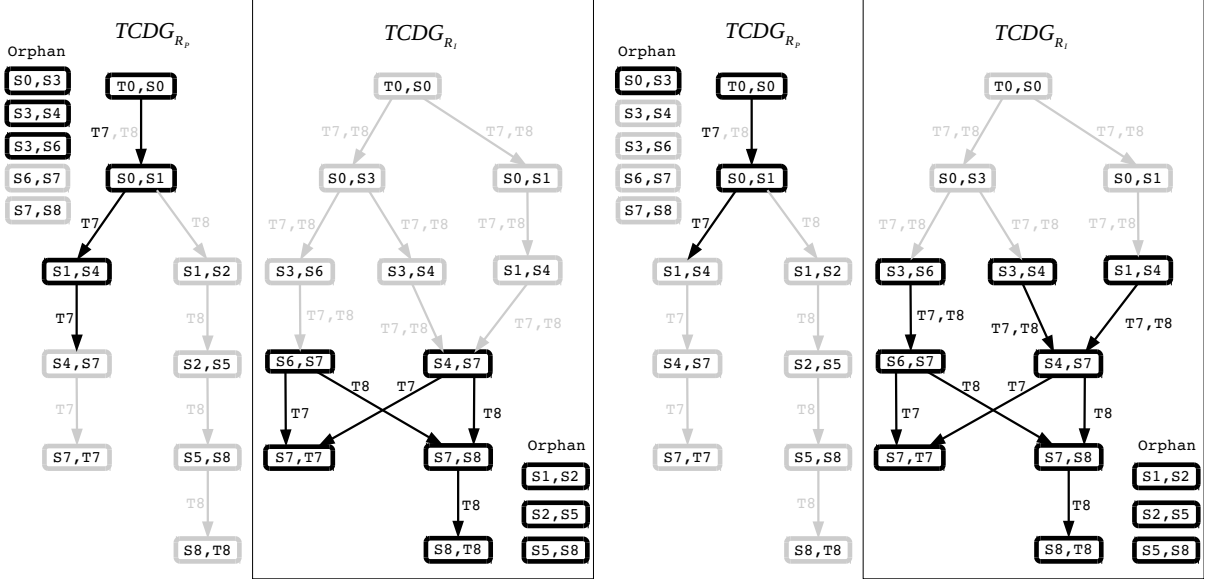 TCDG_{R_P}
Orphan
S0,S3
S3,S4
S3,S6
S6,S7
S7,S8
T0,S0
T7,T8
S0,S1
T7
T8
S1,S4
S1,S2
T7
T8
S4,S7
S2,S5
T7
T8
S7,T7
S5,S8
T8
S8,T8
TCDG_{R_I}
T0,S0
T7,T8
T7,T8
S0,S3
S0,S1
T7,T8
T7,T8
T7,T8
S3,S6
S3,S4
S1,S4
T7,T8
T7,T8
T7,T8
S6,S7
S4,S7
T8
T7
T7
T8
S7,T7
S7,S8
T8
S8,T8
Orphan
S1,S2
S2,S5
S5,S8
TCDG_{R_P}
Orphan
S0,S3
S3,S4
S3,S6
S6,S7
S7,S8
T0,S0
T7,T8
S0,S1
T7
T8
S1,S4
S1,S2
T7
T8
S4,S7
S2,S5
T7
T8
S7,T7
S5,S8
T8
S8,T8
TCDG_{R_I}
T0,S0
T7,T8
T7,T8
S0,S3
S0,S1
T7,T8
T7,T8
T7,T8
S3,S6
S3,S4
S1,S4
T7,T8
T7,T8
T7,T8
S6,S7
S4,S7
T8
T7
T7
T8
S7,T7
S7,S8
T8
S8,T8
Orphan
S1,S2
S2,S5
S5,S8